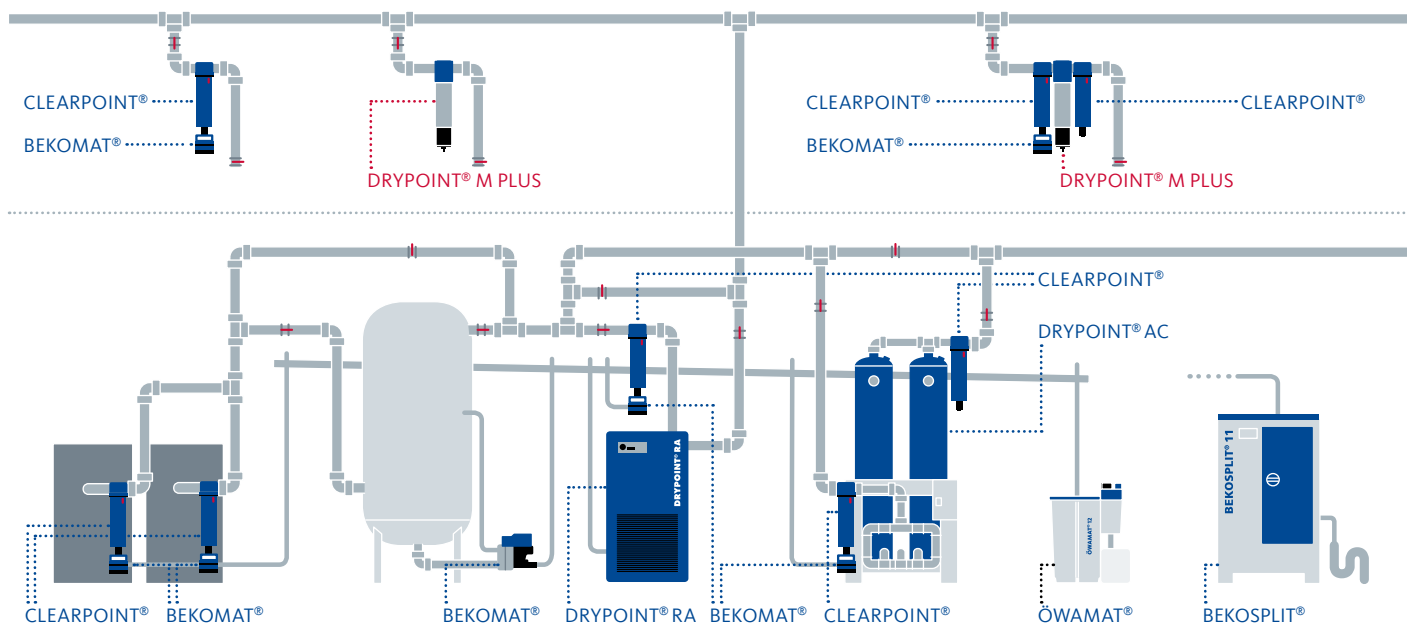 CLEARPOINT®
BEKOMAT®
DRYPOINT® M PLUS
CLEARPOINT®
CLEARPOINT®
BEKOMAT®
DRYPOINT® M PLUS
CLEARPOINT®
DRYPOINT® AC
DRYPOINT® RA
BEKOSPLIT® 11
ÖWAMAT® 12
CLEARPOINT®
BEKOMAT®
BEKOMAT®
DRYPOINT® RA
BEKOMAT®
CLEARPOINT®
ÖWAMAT®
BEKOSPLIT®